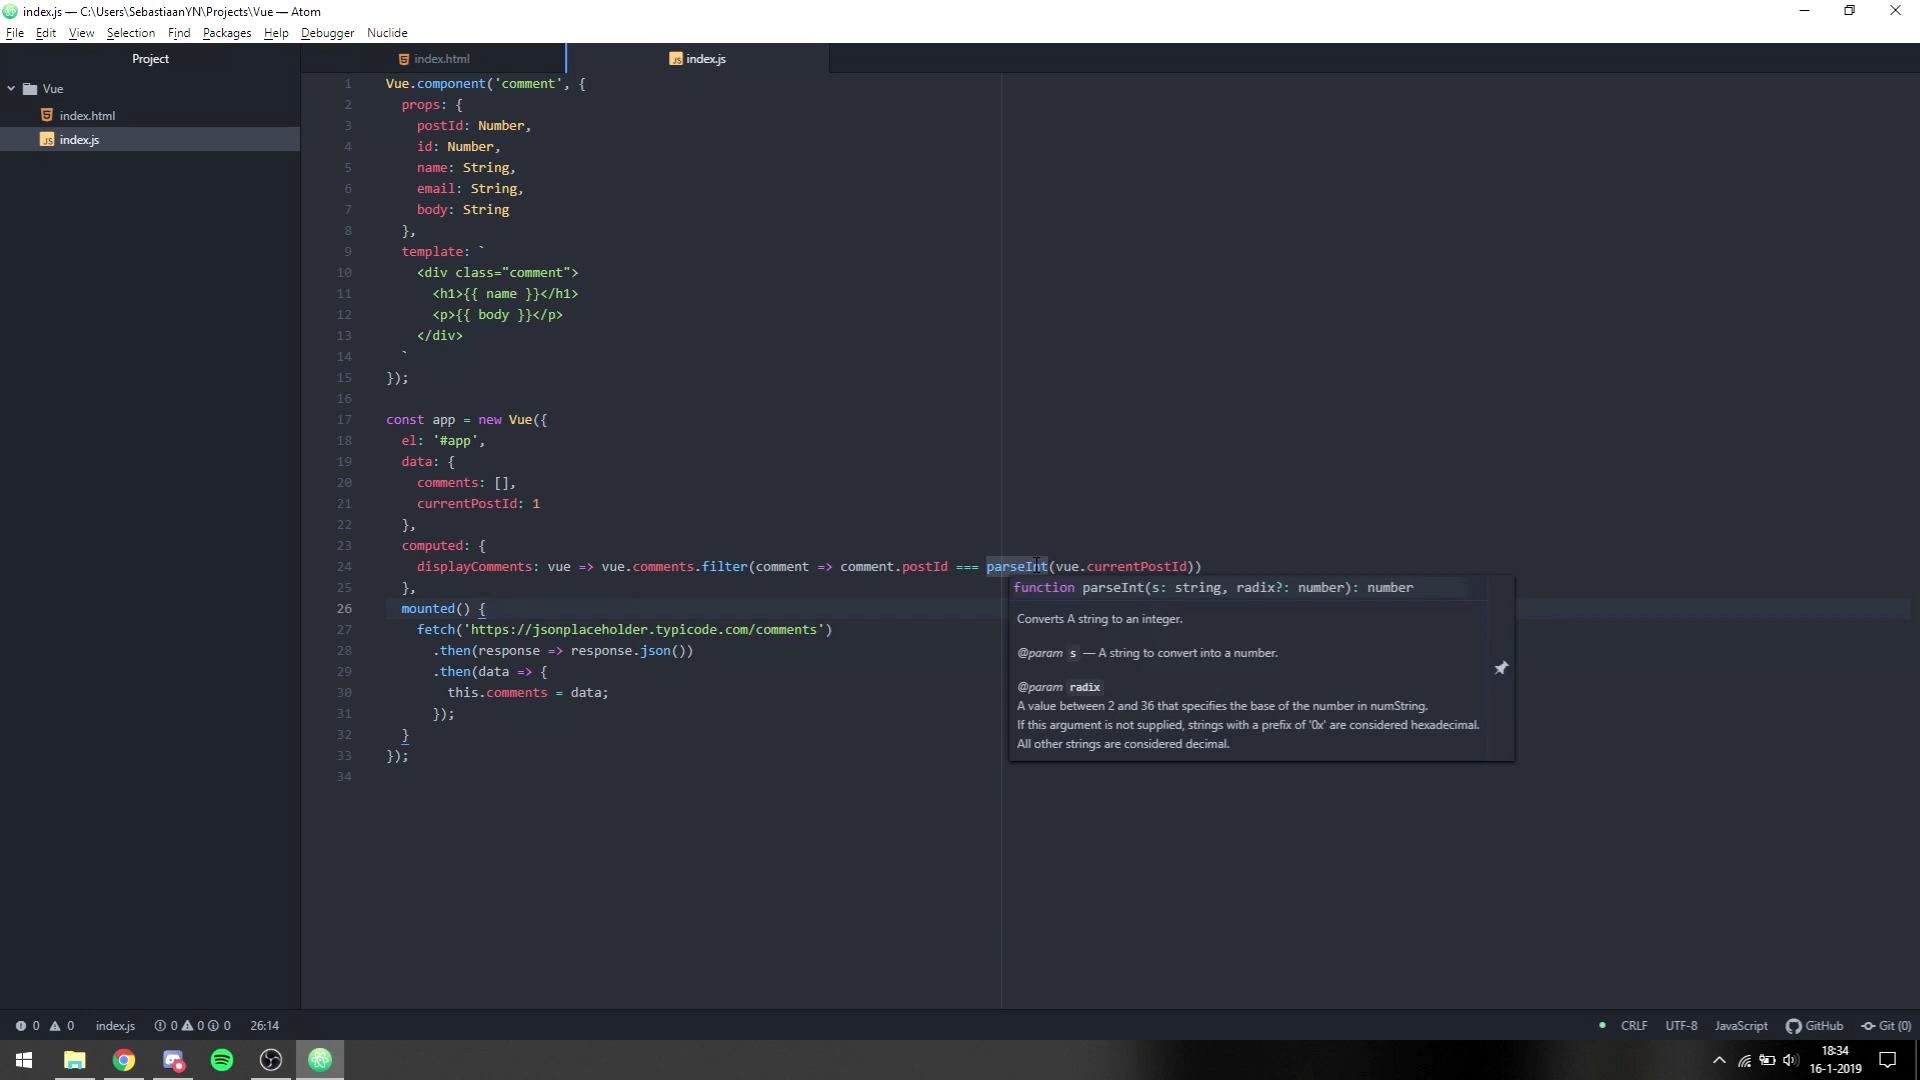 index.js — C:\Users\SebastiaanYN\Projects\Vue — Atom
File Edit View Selection Find Packages Help Debugger Nuclide
Project
index.html
index.js
Vue
index.html
index.js
1 Vue.component('comment', {
2 props: {
3 postId: Number,
4 id: Number,
5 name: String,
6 email: String,
7 body: String
8 },
9 template: `
10 <div class="comment">
11 <h1>{{ name }}</h1>
12 <p>{{ body }}</p>
13 </div>
14 `
15 });
16
17 const app = new Vue({
18 el: '#app',
19 data: {
20 comments: [],
21 currentPostId: 1
22 },
23 computed: {
24 displayComments: vue => vue.comments.filter(comment => comment.postId === parseInt(vue.currentPostId))
25 },
26 mounted() {
27 fetch('https://jsonplaceholder.typicode.com/comments')
28 .then(response => response.json())
29 .then(data => {
30 this.comments = data;
31 });
32 }
33 });
34
function parseInt(s: string, radix?: number): number
Converts A string to an integer.
@param s — A string to convert into a number.
@param radix
A value between 2 and 36 that specifies the base of the number in numString.
If this argument is not supplied, strings with a prefix of '0x' are considered hexadecimal.
All other strings are considered decimal.
0 0 index.js 0 0 0 26:14
CRLF UTF-8 JavaScript GitHub Git (0)
18:34
16-1-2019